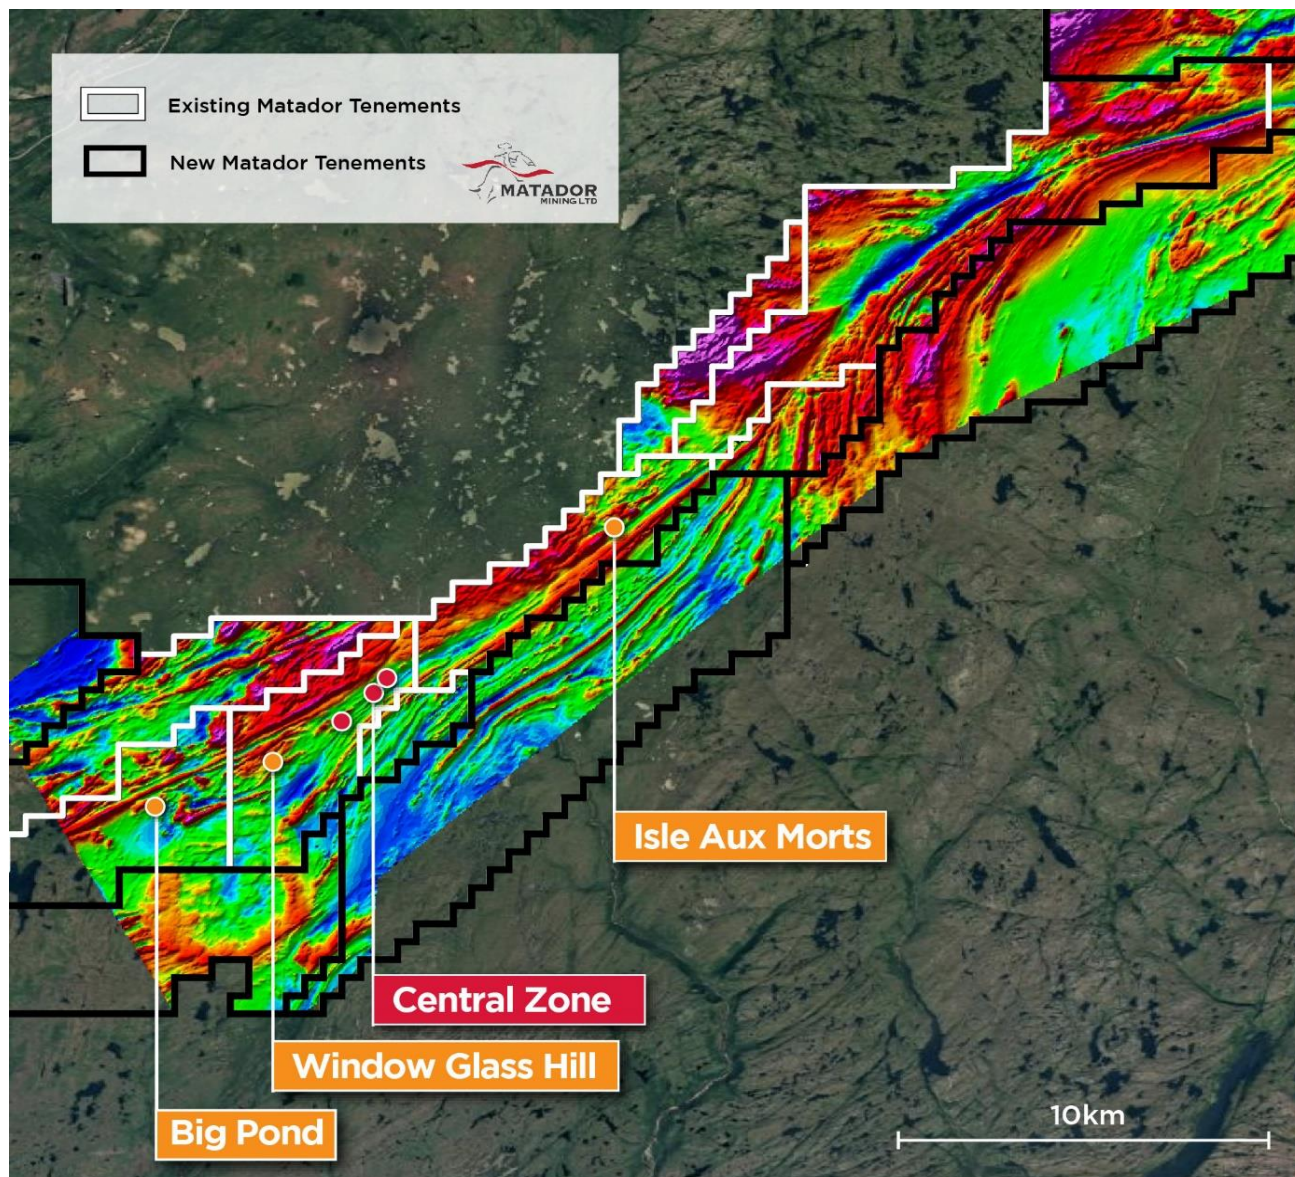 Existing Matador Tenements
New Matador Tenements
MATADOR
MINING LTD
Isle Aux Morts
Central Zone
Window Glass Hill
Big Pond
10km